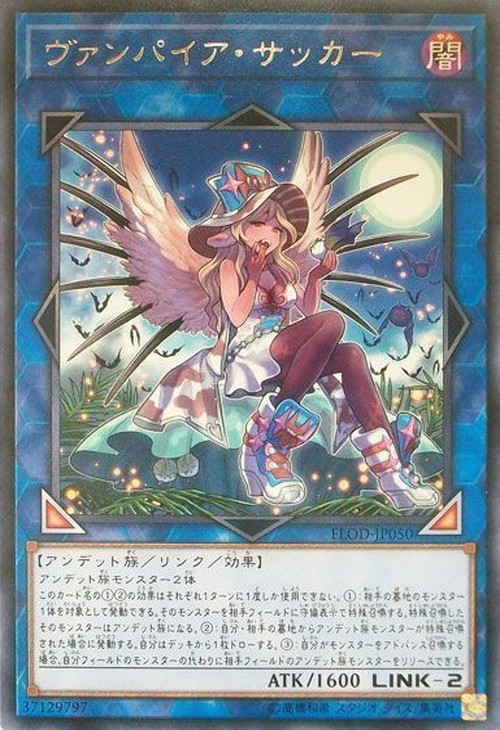 ヴァンパイア・サッカー
闇
FLOD-JP050
【アンデット族／リンク／効果】
アンデット族モンスター２体
このカード名の①②の効果はそれぞれ1ターンに1度しか使用できない。①：相手の墓地のモンスター
1体を対象として発動できる。そのモンスターを相手フィールドに守備表示で特殊召喚する。特殊召喚した
そのモンスターはアンデット族になる。②：自分・相手の墓地からアンデット族モンスターが特殊召喚
された場合に発動する。自分はデッキから1枚ドローする。③：自分がモンスターをアドバンス召喚する
場合、自分フィールドのモンスターの代わりに相手フィールドのアンデット族モンスターをリリースできる。
ATK/1600 LINK-2
37129797 ©高橋和希 スタジオ・ダイス/集英社